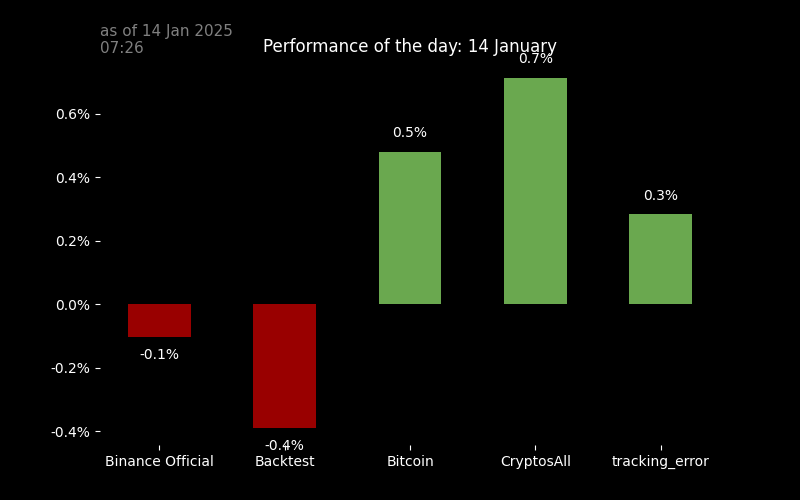 as of 14 Jan 2025
07:26
Performance of the day: 14 January
0.7%
0.6%
0.5%
0.4%
0.3%
0.2%
0.0%
-0.1%
-0.2%
-0.4%
-0.4%
Binance Official
Backtest
Bitcoin
CryptosAll
tracking_error